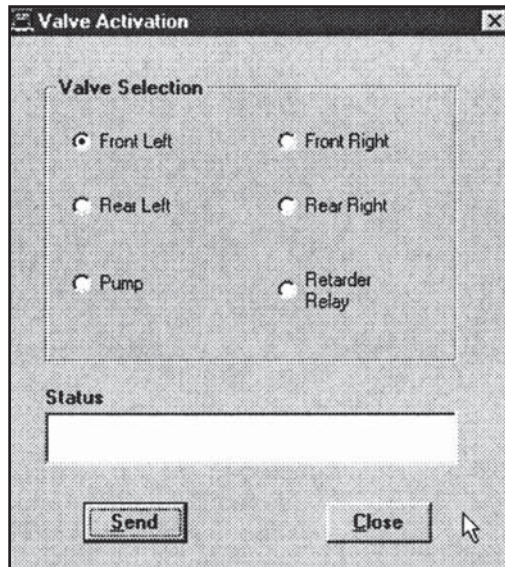 Valve Activation
Valve Selection
Front Left
Front Right
Rear Left
Rear Right
Pump
Retarder
Relay
Status
Send
Close